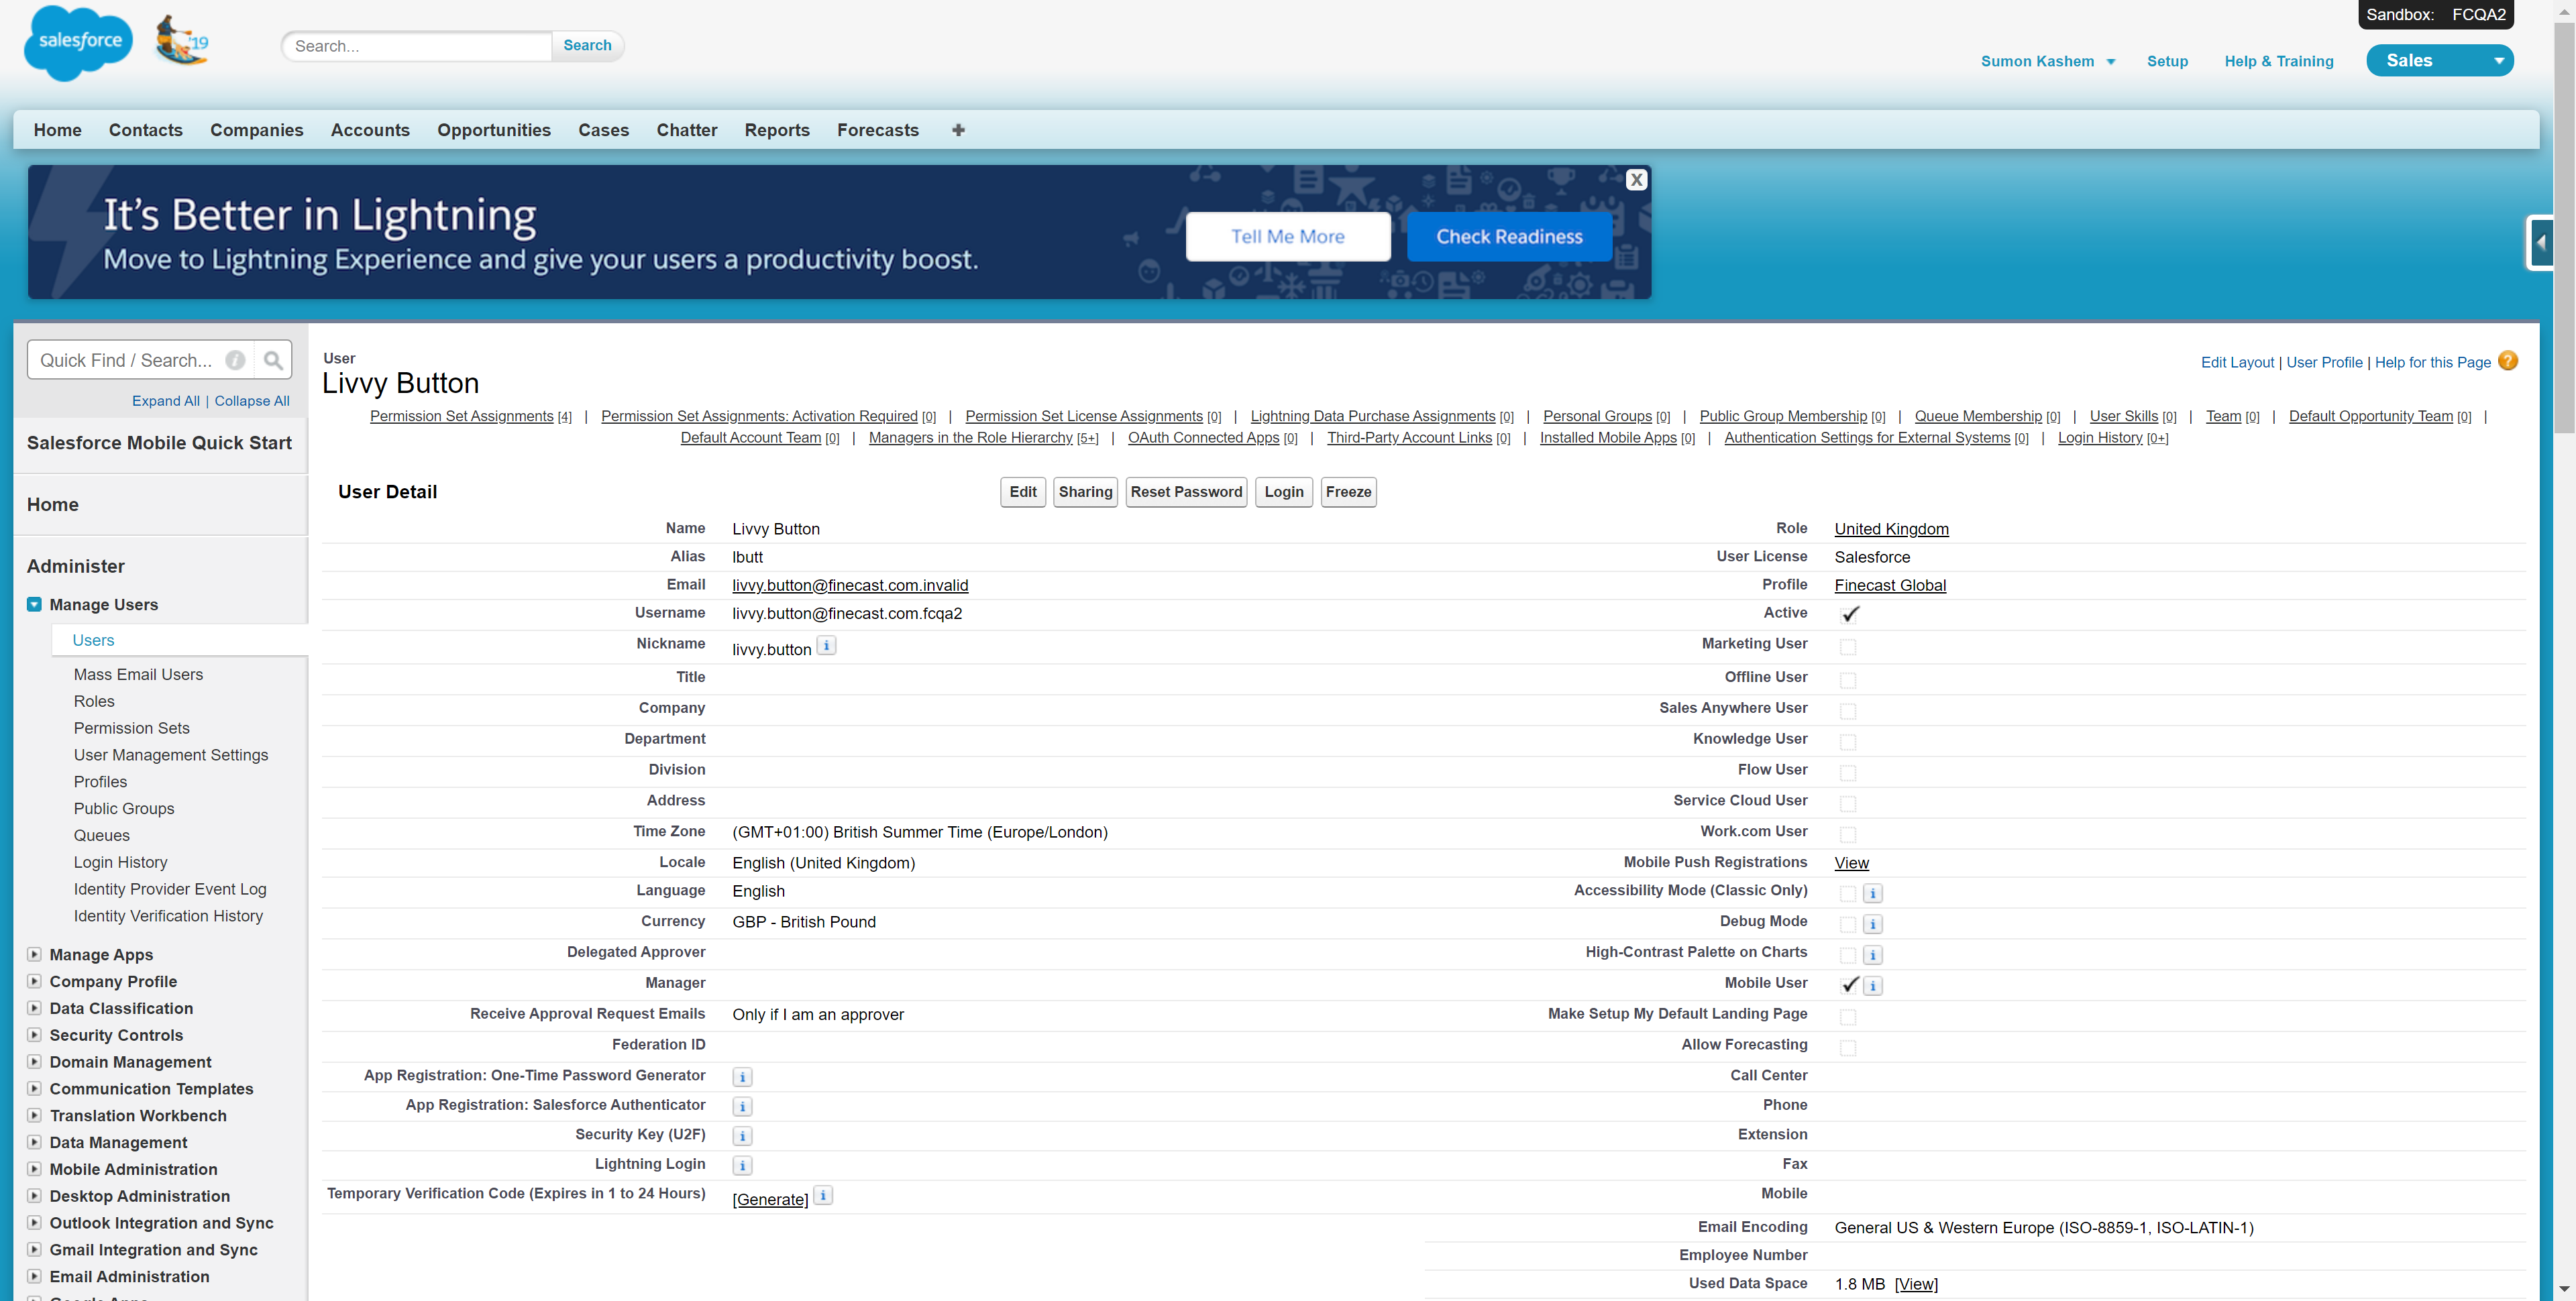 Sandbox: FCQA2
salesforce
'19
Search...
Search
Sumon Kashem
Setup
Help & Training
Sales
Home Contacts Companies Accounts Opportunities Cases Chatter Reports Forecasts
It's Better in Lightning
Move to Lightning Experience and give your users a productivity boost.
Tell Me More
Check Readiness
X
Quick Find / Search...
Expand All | Collapse All
Salesforce Mobile Quick Start
Home
Administer
Manage Users
Users
Mass Email Users
Roles
Permission Sets
User Management Settings
Profiles
Public Groups
Queues
Login History
Identity Provider Event Log
Identity Verification History
Manage Apps
Company Profile
Data Classification
Security Controls
Domain Management
Communication Templates
Translation Workbench
Data Management
Mobile Administration
Desktop Administration
Outlook Integration and Sync
Gmail Integration and Sync
Email Administration
User
Livvy Button
Edit Layout | User Profile | Help for this Page
Permission Set Assignments [4] | Permission Set Assignments: Activation Required [0] | Permission Set License Assignments [0] | Lightning Data Purchase Assignments [0] | Personal Groups [0] | Public Group Membership [0] | Queue Membership [0] | User Skills [0] | Team [0] | Default Opportunity Team [0] |
Default Account Team [0] | Managers in the Role Hierarchy [5+] | OAuth Connected Apps [0] | Third-Party Account Links [0] | Installed Mobile Apps [0] | Authentication Settings for External Systems [0] | Login History [0+]
User Detail
Edit Sharing Reset Password Login Freeze
Name Livvy Button
Alias lbutt
Email livvy.button@finecast.com.invalid
Username livvy.button@finecast.com.fcqa2
Nickname livvy.button
Title
Company
Department
Division
Address
Time Zone (GMT+01:00) British Summer Time (Europe/London)
Locale English (United Kingdom)
Language English
Currency GBP - British Pound
Delegated Approver
Manager
Receive Approval Request Emails Only if I am an approver
Federation ID
App Registration: One-Time Password Generator
App Registration: Salesforce Authenticator
Security Key (U2F)
Lightning Login
Temporary Verification Code (Expires in 1 to 24 Hours) [Generate]
Role United Kingdom
User License Salesforce
Profile Finecast Global
Active
Marketing User
Offline User
Sales Anywhere User
Knowledge User
Flow User
Service Cloud User
Work.com User
Mobile Push Registrations View
Accessibility Mode (Classic Only)
Debug Mode
High-Contrast Palette on Charts
Mobile User
Make Setup My Default Landing Page
Allow Forecasting
Call Center
Phone
Extension
Fax
Mobile
Email Encoding General US & Western Europe (ISO-8859-1, ISO-LATIN-1)
Employee Number
Used Data Space 1.8 MB [View]